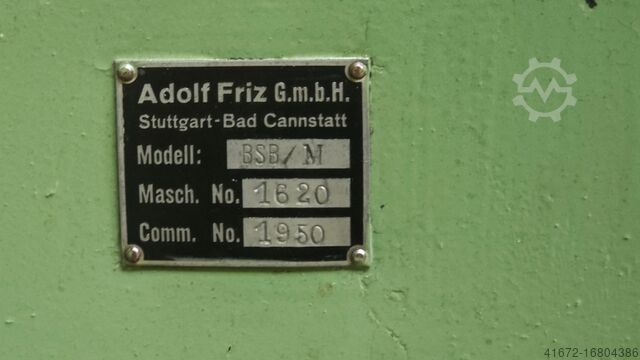 Adolf Friz G.m.b.H.
Stuttgart-Bad Cannstatt
Modell: BSB/M
Masch. No. 1620
Comm. No. 1950
41672-16804386